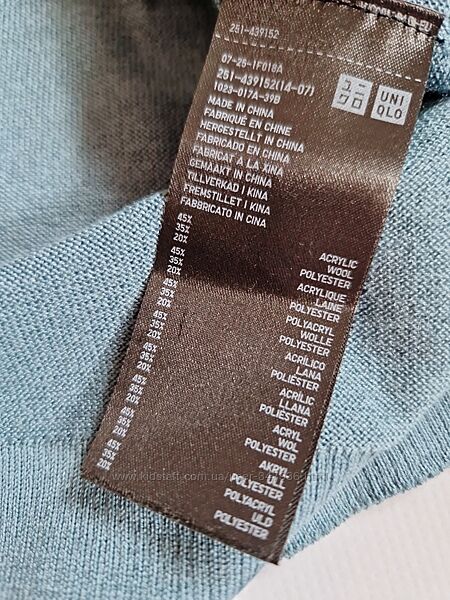 251-439152
07-25-1F018A
251-439152(14-07)
1023-017A-39B
ユニ
クロ
UNI
QLO
MADE IN CHINA
FABRIQUÉ EN CHINE
HERGESTELLT IN CHINA
FABRICADO EN CHINA
FABRICAT A LA XINA
GEMAAKT IN CHINA
TILLVERKAD I KINA
FREMSTILLET I KINA
FABBRICATO IN CINA
45% ACRYLIC
35% WOOL
20% POLYESTER
45% ACRYLIQUE
35% LAINE
20% POLYESTER
45% POLYACRYL
35% WOLLE
20% POLYESTER
45% ACRÍLICO
35% LANA
20% POLIÉSTER
45% ACRÍLIC
35% LLANA
20% POLIÈSTER
45% ACRYL
35% WOL
20% POLYESTER
45% AKRYL
35% ULL
20% POLYESTER
45% POLYACRYL
35% ULD
20% POLYESTER